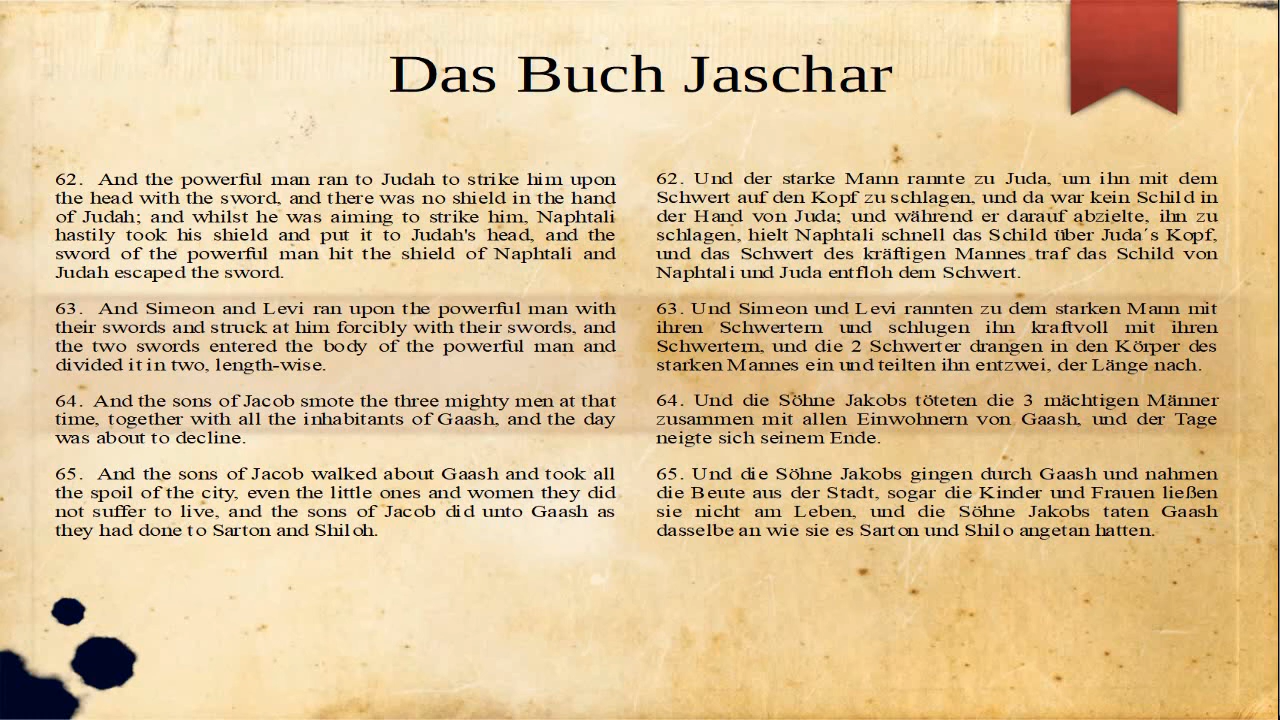 Das Buch Jaschar
62. And the powerful man ran to Judah to strike him upon
the head with the sword, and there was no shield in the hand
of Judah; and whilst he was aiming to strike him, Naphtali
hastily took his shield and put it to Judah's head, and the
sword of the powerful man hit the shield of Naphtali and
Judah escaped the sword.
63. And Simeon and Levi ran upon the powerful man with
their swords and struck at him forcibly with their swords, and
the two swords entered the body of the powerful man and
divided it in two, length-wise.
64. And the sons of Jacob smote the three mighty men at that
time, together with all the inhabitants of Gaash, and the day
was about to decline.
65. And the sons of Jacob walked about Gaash and took all
the spoil of the city, even the little ones and women they did
not suffer to live, and the sons of Jacob did unto Gaash as
they had done to Sarton and Shiloh.
62. Und der starke Mann rannte zu Juda, um ihn mit dem
Schwert auf den Kopf zu schlagen, und da war kein Schild in
der Hand von Juda; und während er darauf abzielte, ihn zu
schlagen, hielt Naphtali schnell das Schild über Juda´s Kopf,
und das Schwert des kräftigen Mannes traf das Schild von
Naphtali und Juda entfloh dem Schwert.
63. Und Simeon und Levi rannten zu dem starken Mann mit
ihren Schwertern und schlugen ihn kraftvoll mit ihren
Schwertern, und die 2 Schwerter drangen in den Körper des
starken Mannes ein und teilten ihn entzwei, der Länge nach.
64. Und die Söhne Jakobs töteten die 3 mächtigen Männer
zusammen mit allen Einwohnern von Gaash, und der Tage
neigte sich seinem Ende.
65. Und die Söhne Jakobs gingen durch Gaash und nahmen
die Beute aus der Stadt, sogar die Kinder und Frauen ließen
sie nicht am Leben, und die Söhne Jakobs taten Gaash
dasselbe an wie sie es Sarton und Shilo angetan hatten.